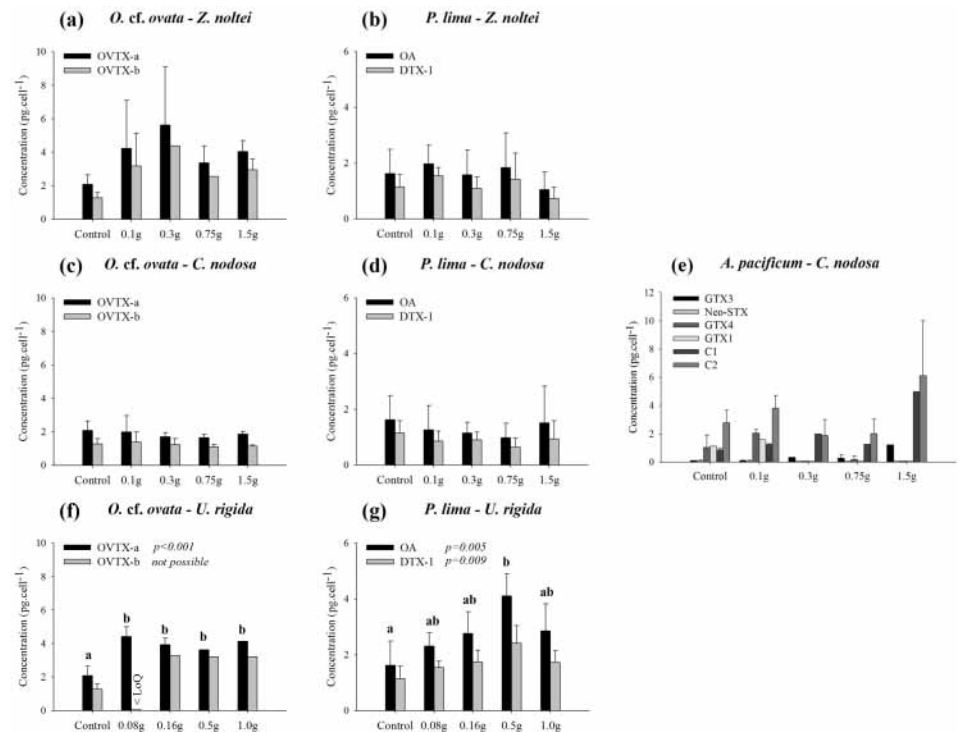 (a) O. cf. ovata - Z. noltei
OVTX-a
OVTX-b
Concentration (pg.cell⁻¹)
10
8
6
4
2
0
Control 0.1g 0.3g 0.75g 1.5g
(b) P. lima - Z. noltei
OA
DTX-1
Concentration (pg.cell⁻¹)
6
4
2
0
Control 0.1g 0.3g 0.75g 1.5g
(c) O. cf. ovata - C. nodosa
OVTX-a
OVTX-b
Concentration (pg.cell⁻¹)
10
8
6
4
2
0
Control 0.1g 0.3g 0.75g 1.5g
(d) P. lima - C. nodosa
OA
DTX-1
Concentration (pg.cell⁻¹)
6
4
2
0
Control 0.1g 0.3g 0.75g 1.5g
(e) A. pacificum - C. nodosa
GTX3
Neo-STX
GTX4
GTX1
C1
C2
Concentration (pg.cell⁻¹)
14
12
10
8
6
4
2
0
Control 0.1g 0.3g 0.75g 1.5g
(f) O. cf. ovata - U. rigida
OVTX-a p<0.001
OVTX-b not possible
Concentration (pg.cell⁻¹)
10
8
6
4
2
0
a b b b b
< LoQ
Control 0.08g 0.16g 0.5g 1.0g
(g) P. lima - U. rigida
OA p=0.005
DTX-1 p=0.009
Concentration (pg.cell⁻¹)
6
4
2
0
a ab ab b ab
Control 0.08g 0.16g 0.5g 1.0g